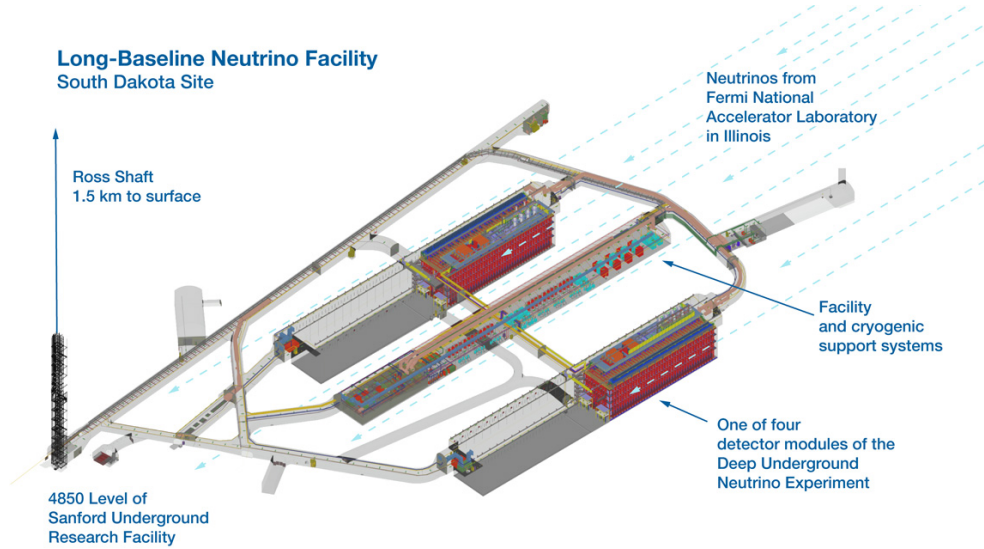 Long-Baseline Neutrino Facility
South Dakota Site
Neutrinos from
Fermi National
Accelerator Laboratory
in Illinois
Ross Shaft
1.5 km to surface
Facility
and cryogenic
support systems
One of four
detector modules of the
Deep Underground
Neutrino Experiment
4850 Level of
Sanford Underground
Research Facility